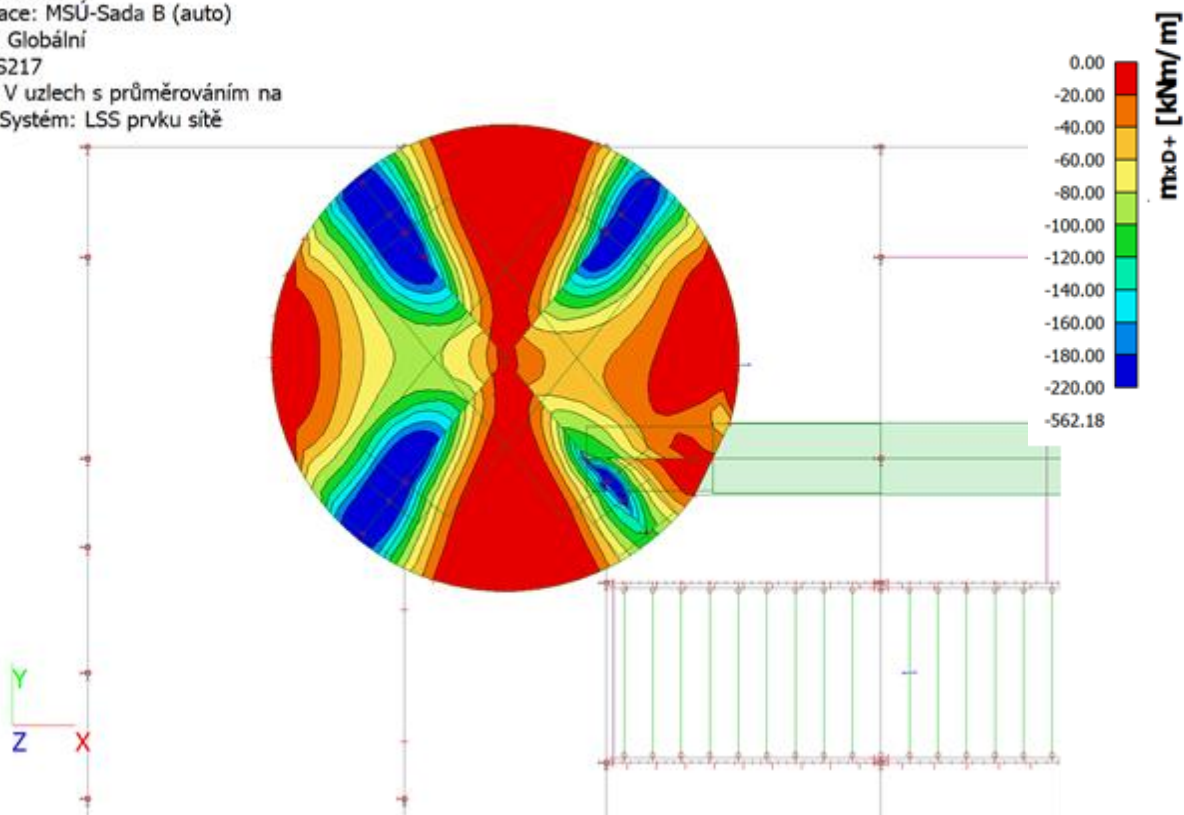 ace: MSÚ-Sada B (auto)
Globální
S217
V uzlech s průměrováním na
Systém: LSS prvku sítě
mxD+ [kNm/m]
0.00
-20.00
-40.00
-60.00
-80.00
-100.00
-120.00
-140.00
-160.00
-180.00
-220.00
-562.18
Y
Z X